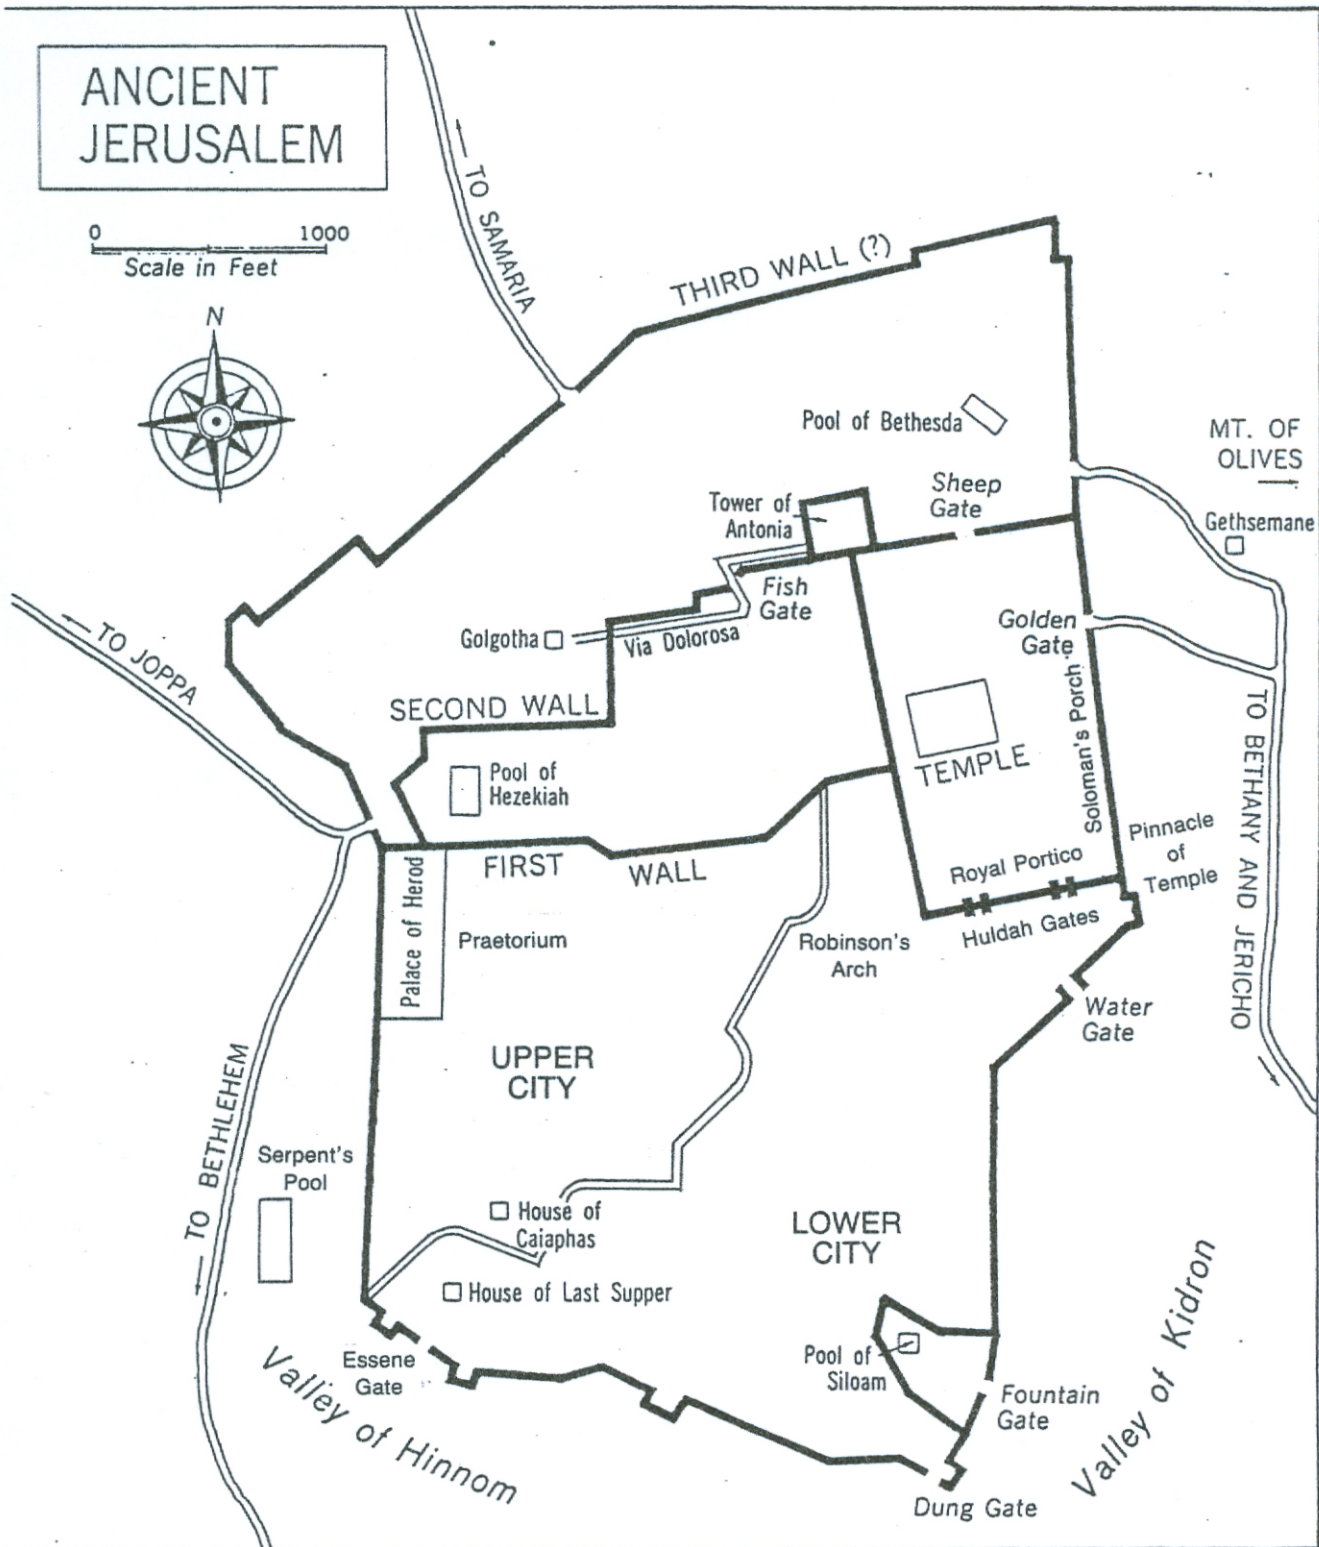 ANCIENT
JERUSALEM
0 1000
Scale in Feet
N
TO SAMARIA
THIRD WALL (?)
Pool of Bethesda
MT. OF
OLIVES
Tower of
Antonia
Sheep
Gate
Gethsemane
Fish
Gate
Golden
Gate
Golgotha
Via Dolorosa
TO JOPPA
SECOND WALL
Soloman's Porch
TO BETHANY AND JERICHO
Pool of
Hezekiah
TEMPLE
Pinnacle
of
Temple
FIRST WALL
Royal Portico
Palace of Herod
Praetorium
Robinson's
Arch
Huldah Gates
Water
Gate
UPPER
CITY
TO BETHLEHEM
Serpent's
Pool
House of
Caiaphas
LOWER
CITY
House of Last Supper
Valley of Kidron
Essene
Gate
Pool of
Siloam
Fountain
Gate
Valley of Hinnom
Dung Gate